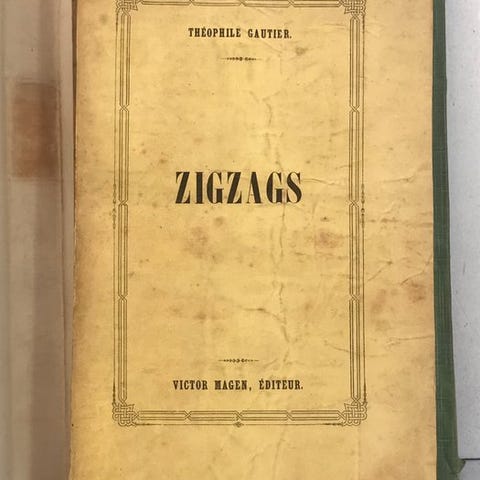 THÉOPHILE GAUTIER.
ZIGZAGS
VICTOR MAGEN, ÉDITEUR.